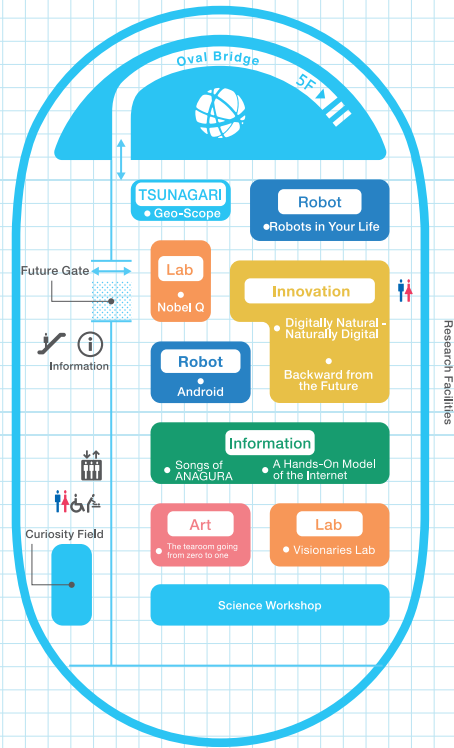 Oval Bridge
5F
TSUNAGARI
Geo-Scope
Robot
Robots in Your Life
Lab
Nobel Q
Future Gate
Innovation
Digitally Natural -
Naturally Digital
Backward from
the Future
Information
Robot
Android
Research Facilities
Information
Songs of
ANAGURA
A Hands-On Model
of the Internet
Art
The tearoom going
from zero to one
Lab
Visionaries Lab
Curiosity Field
Science Workshop